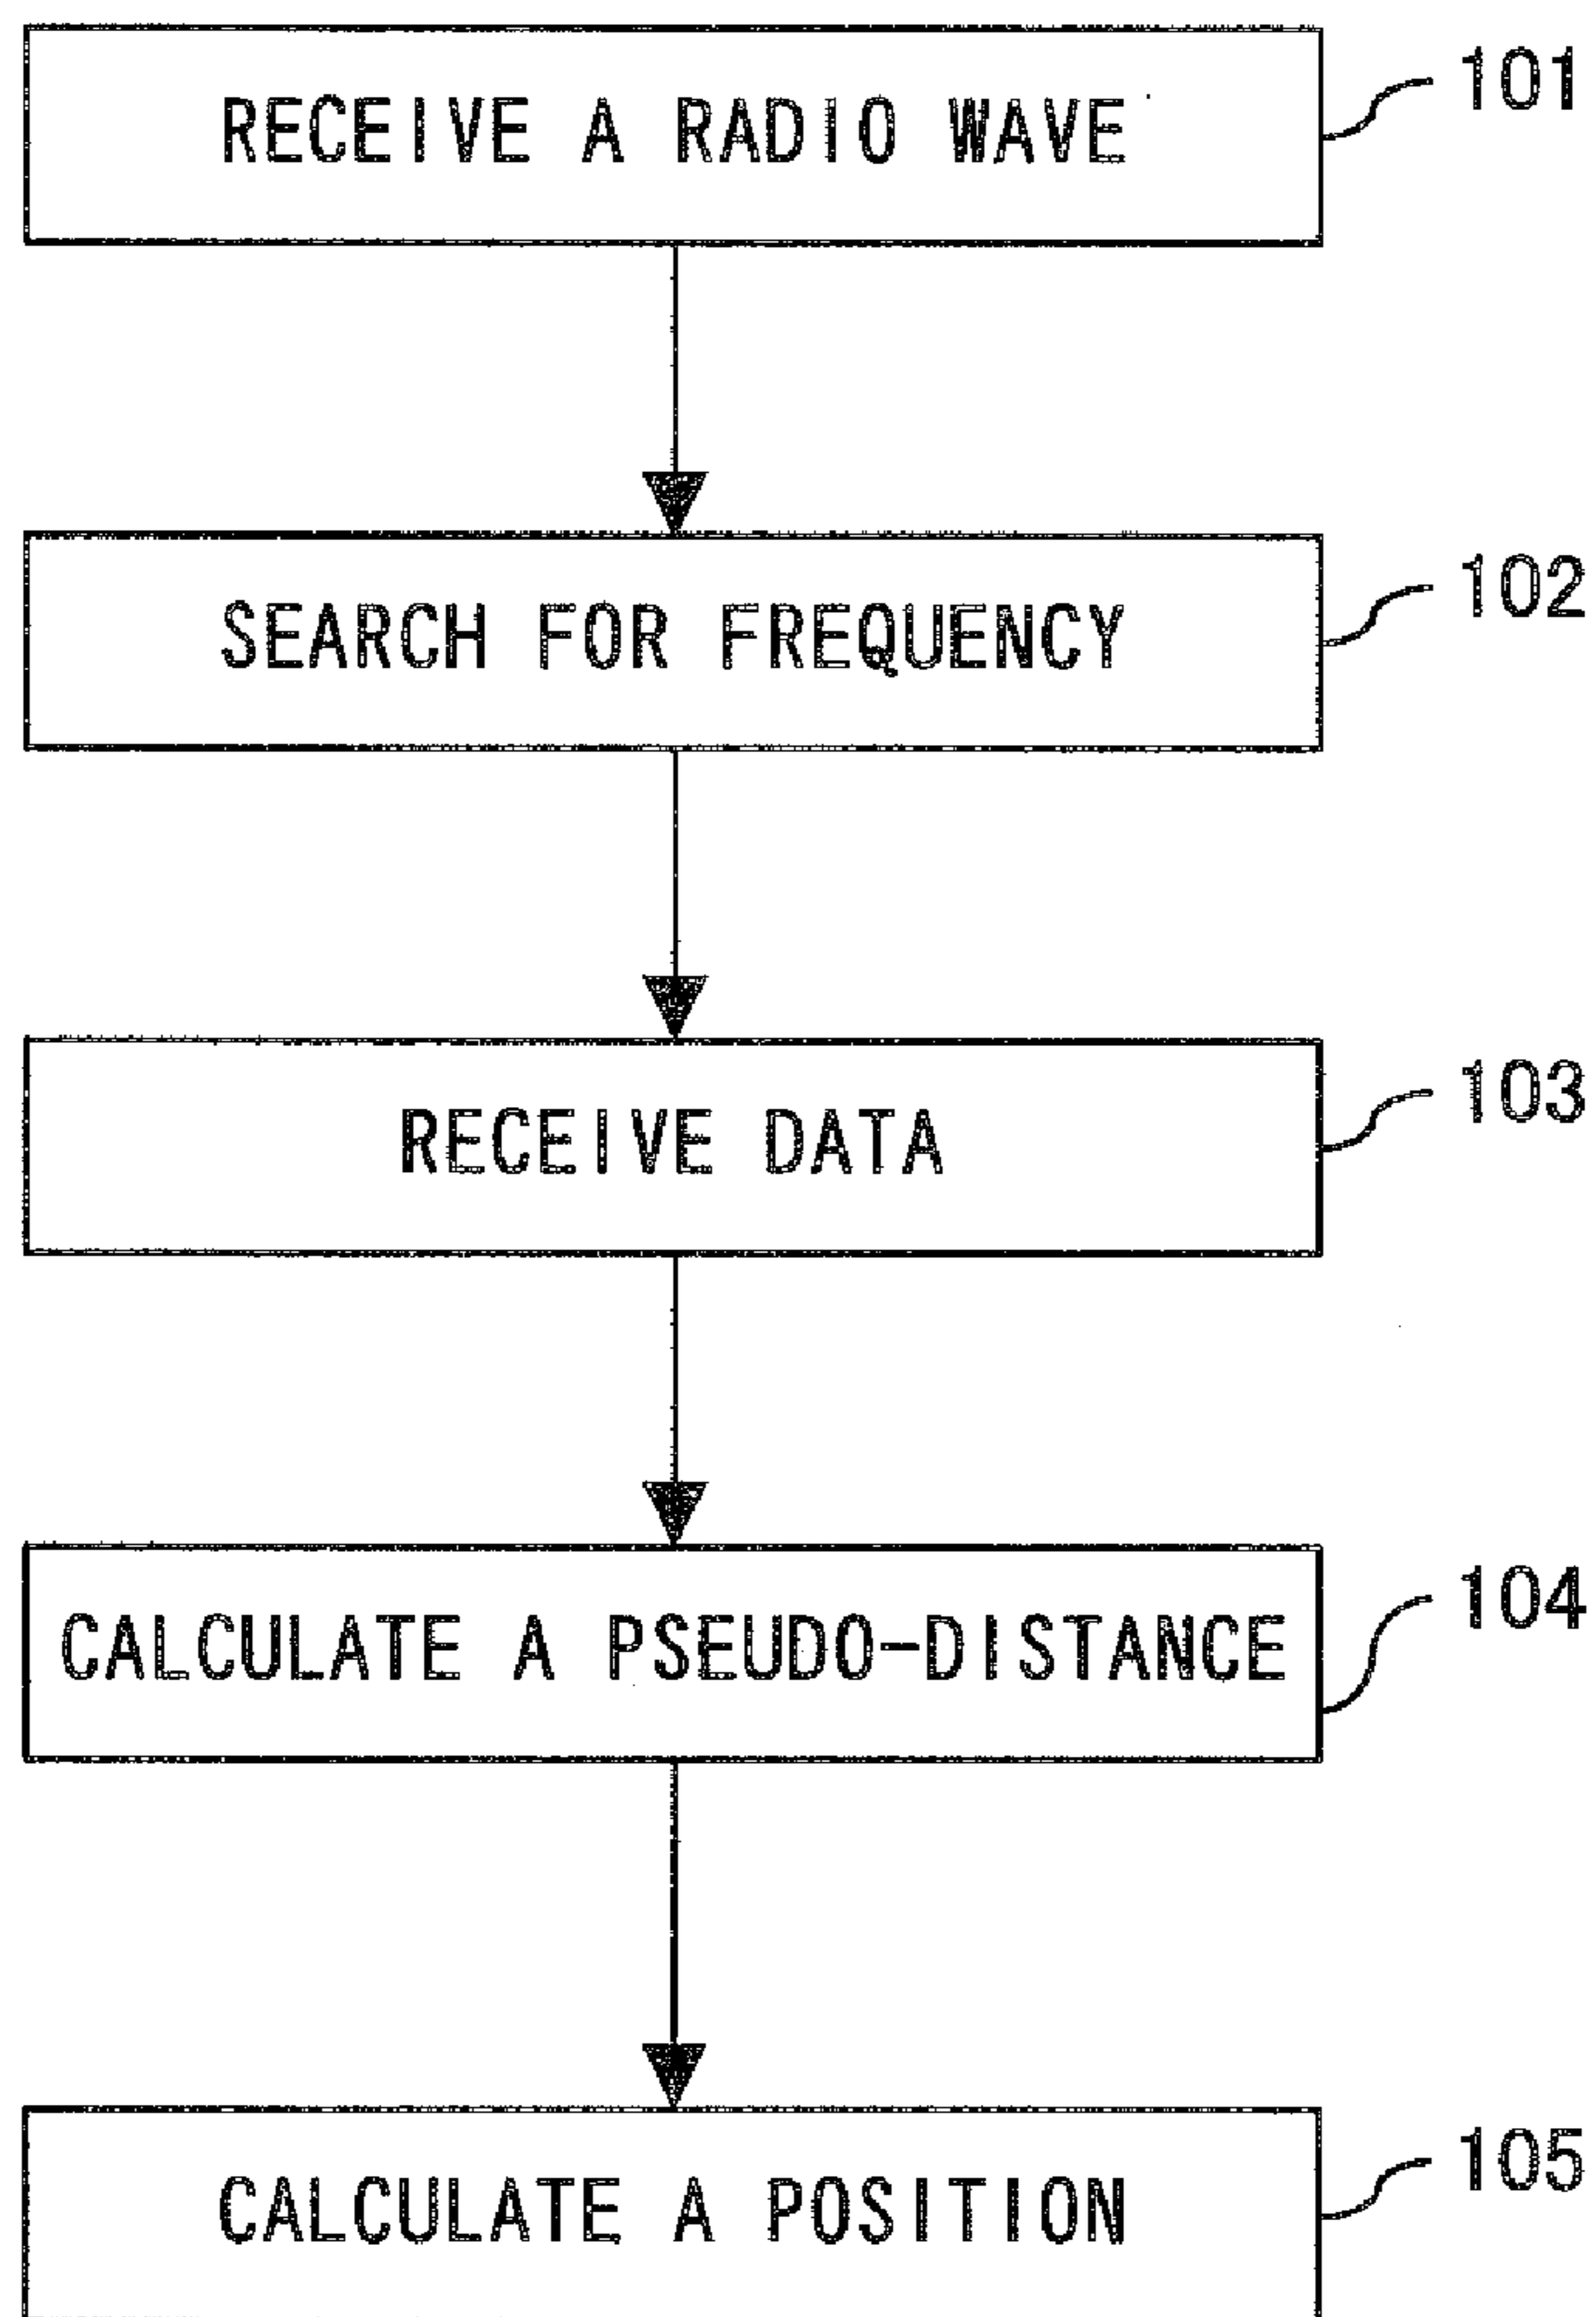 RECEIVE A RADIO WAVE
101
SEARCH FOR FREQUENCY
102
RECEIVE DATA
103
CALCULATE A PSEUDO-DISTANCE
104
CALCULATE A POSITION
105